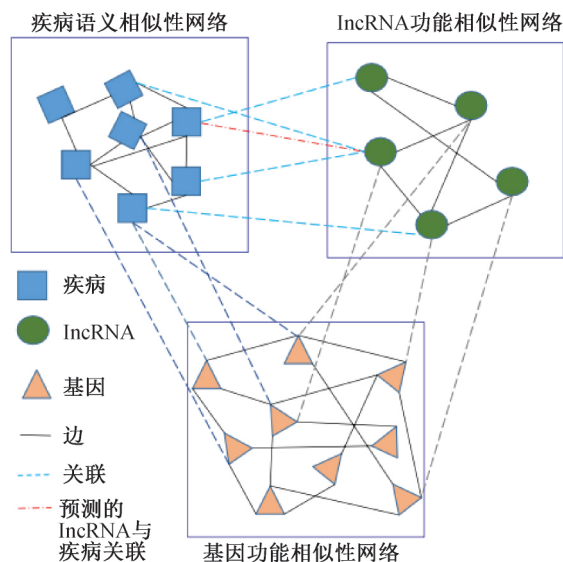 疾病语义相似性网络
lncRNA功能相似性网络
疾病
lncRNA
基因
边
关联
预测的
lncRNA与
疾病关联
基因功能相似性网络